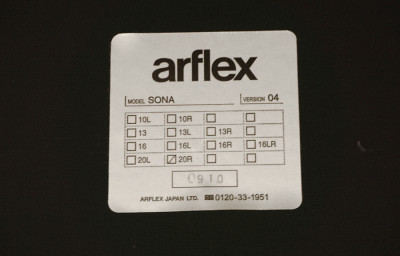 arflex
MODEL SONA VERSION 04
10L 10R
13 13L 13R
16 16L 16R 16LR
20L 20R
0910
ARFLEX JAPAN LTD. 0120-33-1951